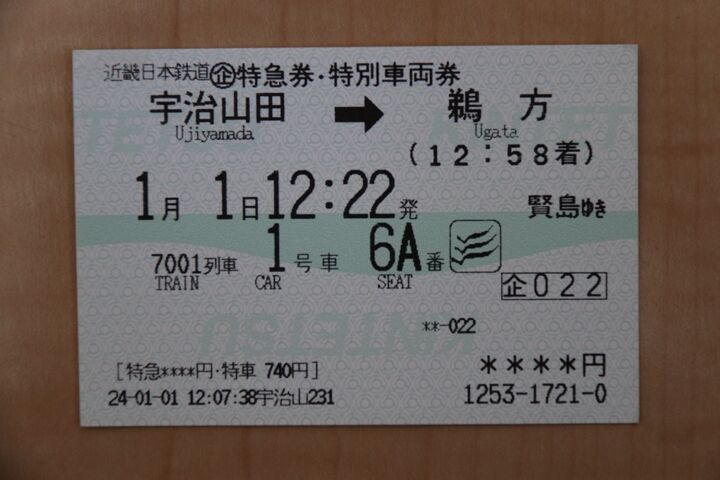 近畿日本鉄道 企 特急券・特別車両券
宇治山田 ➡ 鵜方
Ujiyamada Ugata
(12:58着)
1月 1日 12:22発 賢島ゆき
7001列車 1号車 6A番
TRAIN CAR SEAT
企022
**-022
[特急****円・特車 740円] ****円
24-01-01 12:07:38宇治山231 1253-1721-0